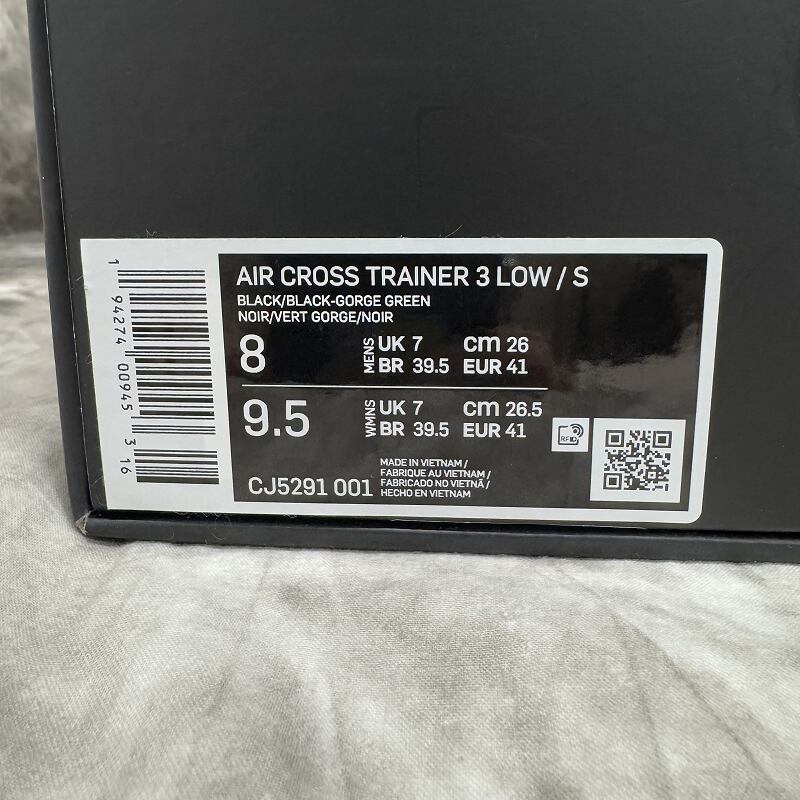 AIR CROSS TRAINER 3 LOW / S
BLACK/BLACK-GORGE GREEN
NOIR/VERT GORGE/NOIR
8 MENS UK 7 cm 26
BR 39.5 EUR 41
9.5 WMNS UK 7 cm 26.5
BR 39.5 EUR 41
RFID
CJ5291 001
MADE IN VIETNAM /
FABRIQUE AU VIETNAM /
FABRICADO NO VIETNÃ /
HECHO EN VIETNAM
1 94274 00945 3 16